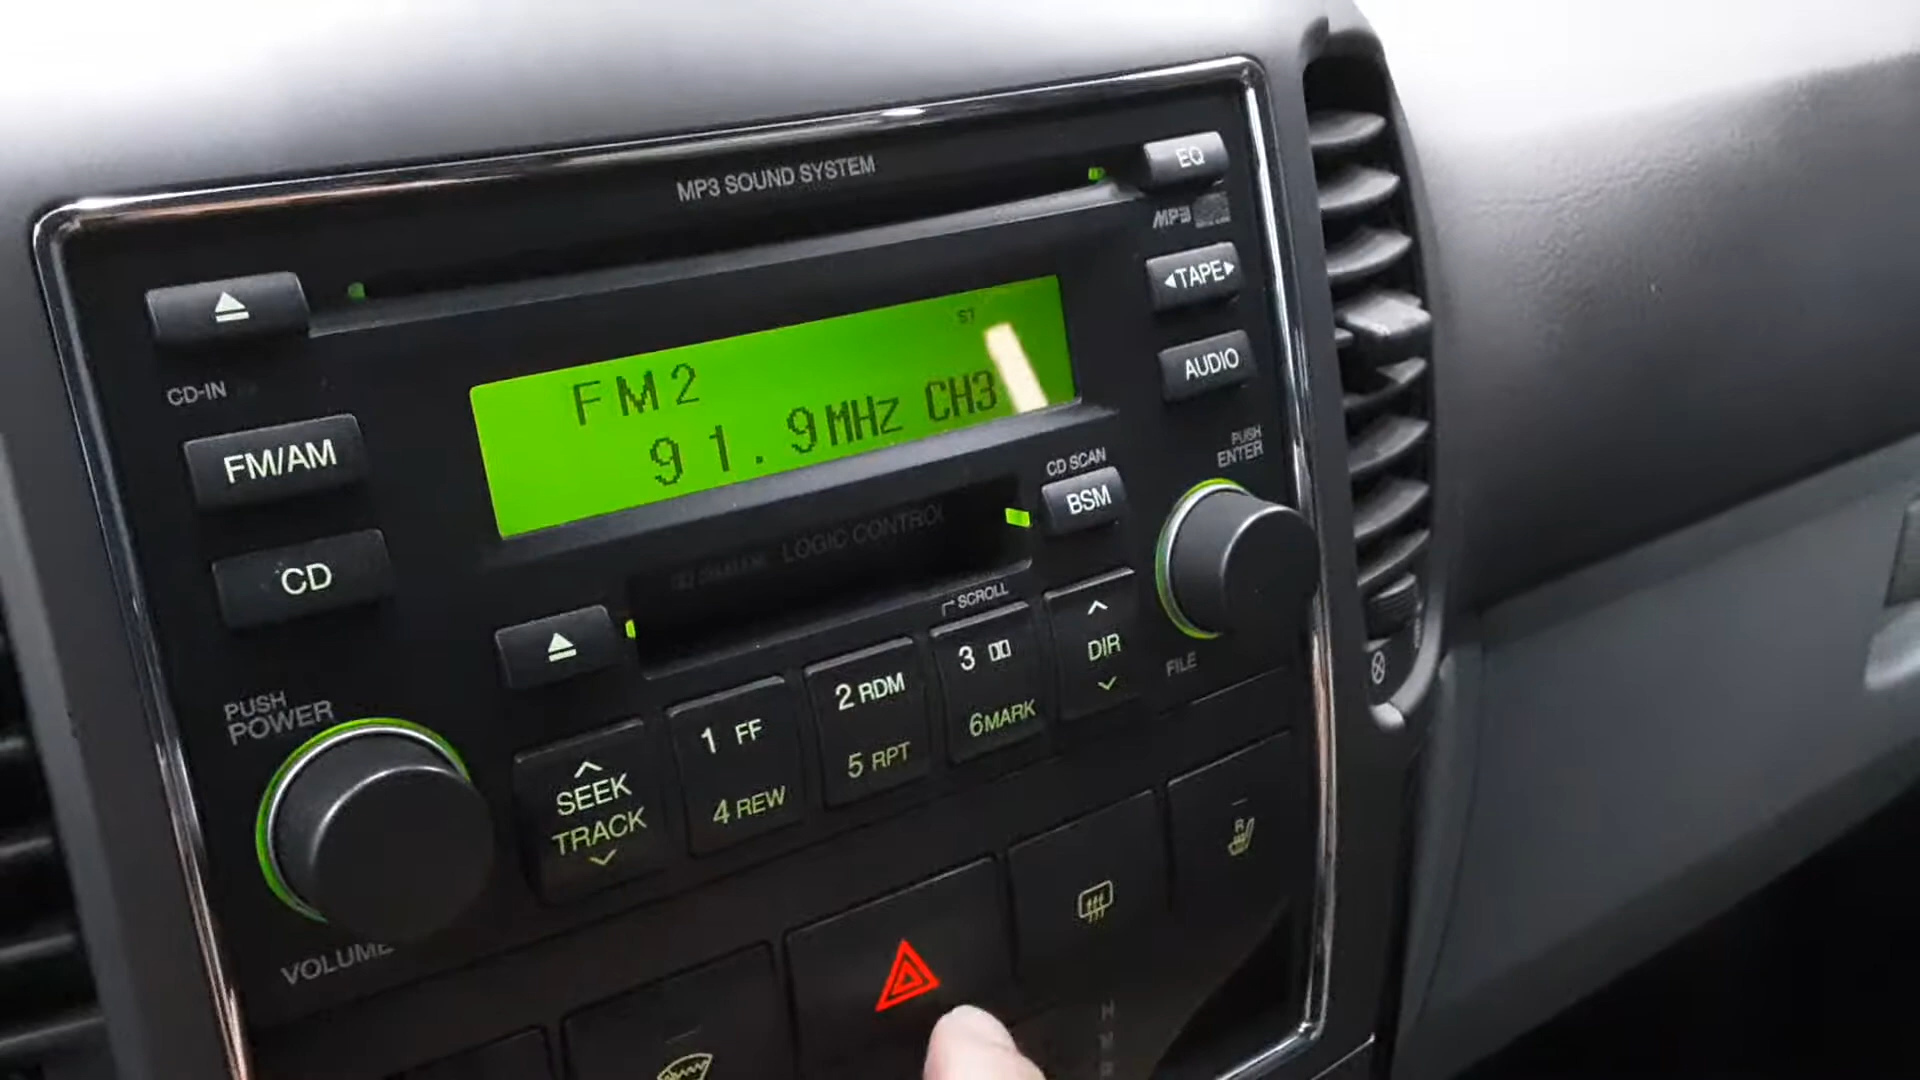 MP3 SOUND SYSTEM
EQ
MP3
◀TAPE▶
CD-IN
ST
FM2
91.9MHz CH3
AUDIO
FM/AM
PUSH
ENTER
CD SCAN
BSM
LOGIC CONTROL
CD
SCROLL
3
6MARK
DIR
FILE
PUSH
POWER
2 RDM
5 RPT
1 FF
4 REW
SEEK
TRACK
VOLUME
R
H